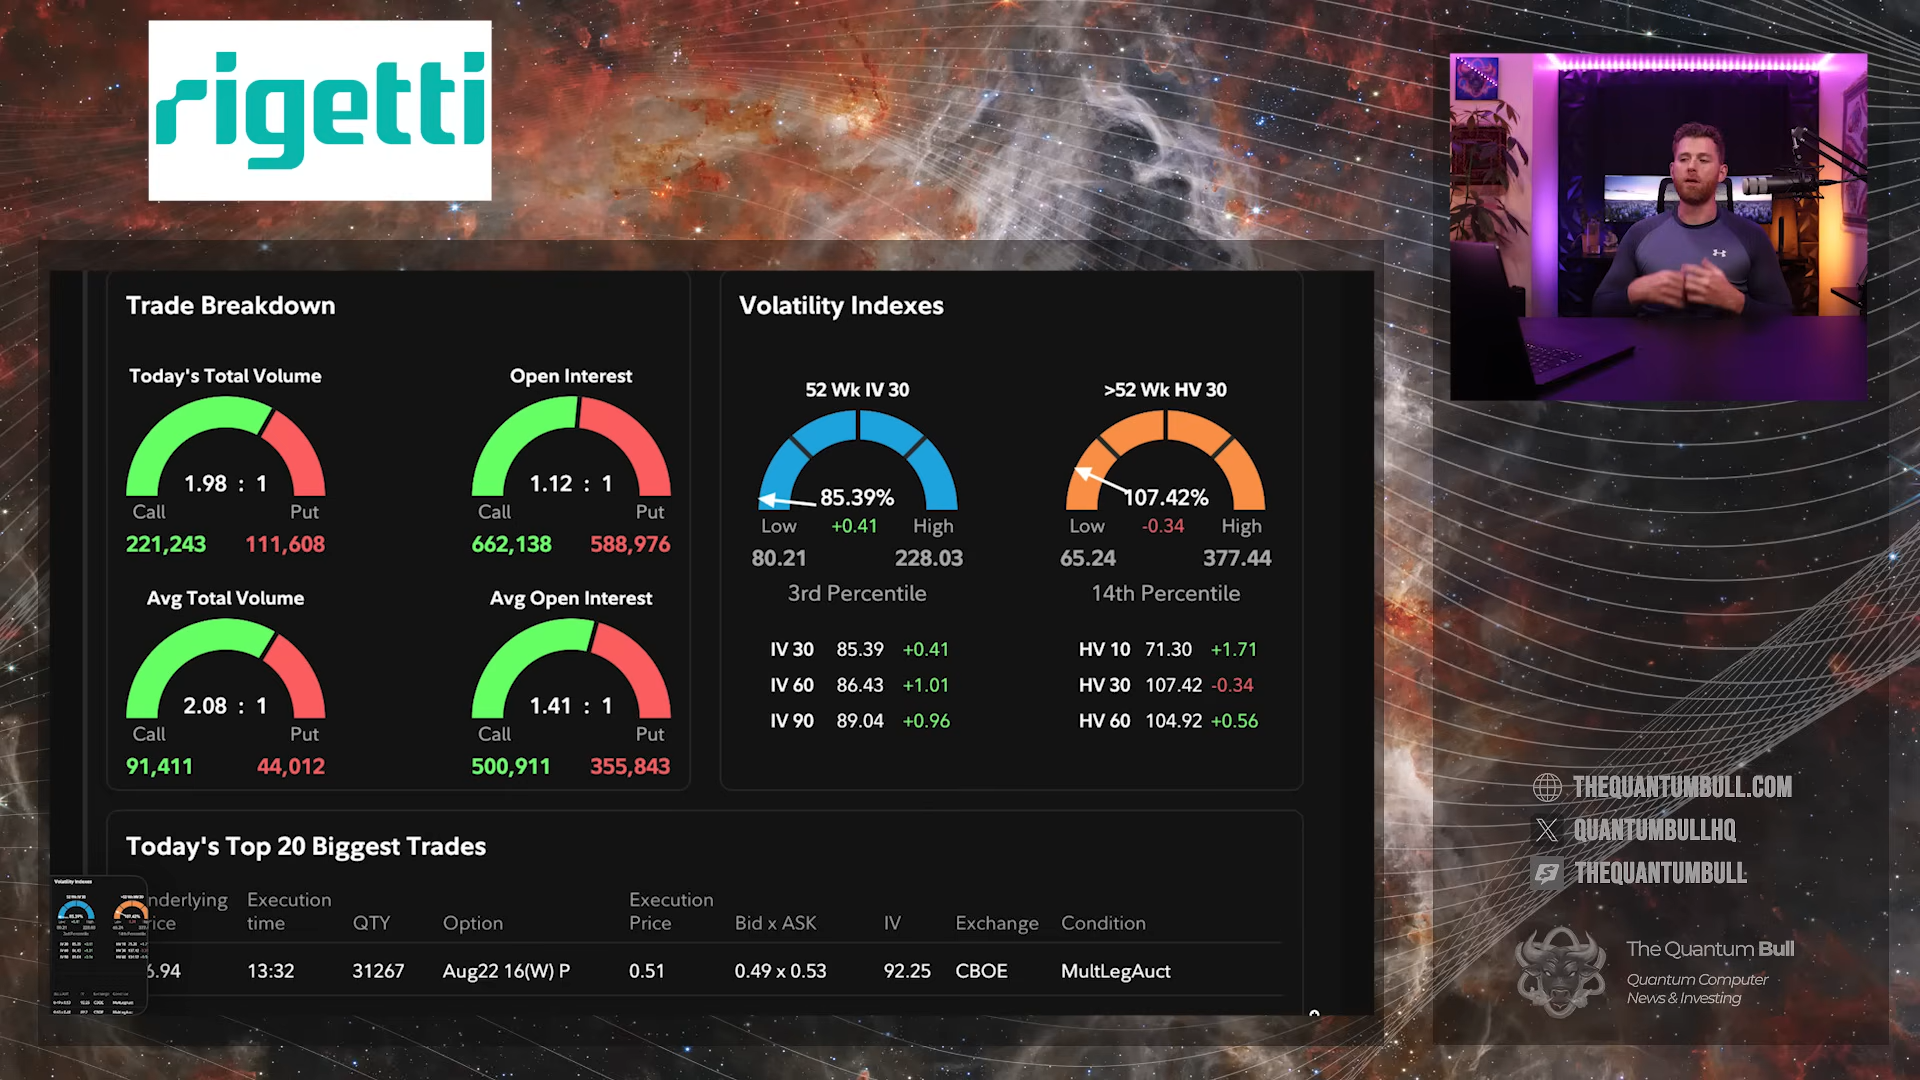 rigetti
Trade Breakdown
Today's Total Volume
1.98 : 1
Call Put
221,243 111,608
Open Interest
1.12 : 1
Call Put
662,138 588,976
Avg Total Volume
2.08 : 1
Call Put
91,411 44,012
Avg Open Interest
1.41 : 1
Call Put
500,911 355,843
Volatility Indexes
52 Wk IV 30
85.39%
Low +0.41 High
80.21 228.03
3rd Percentile
>52 Wk HV 30
107.42%
Low -0.34 High
65.24 377.44
14th Percentile
IV 30 85.39 +0.41
IV 60 86.43 +1.01
IV 90 89.04 +0.96
HV 10 71.30 +1.71
HV 30 107.42 -0.34
HV 60 104.92 +0.56
Today's Top 20 Biggest Trades
nderlying Execution Execution
ice time QTY Option Price Bid x ASK IV Exchange Condition
6.94 13:32 31267 Aug22 16(W) P 0.51 0.49 x 0.53 92.25 CBOE MultLegAuct
Volatility Indexes
THEQUANTUMBULL.COM
QUANTUMBULLHQ
THEQUANTUMBULL
The Quantum Bull
Quantum Computer
News & Investing